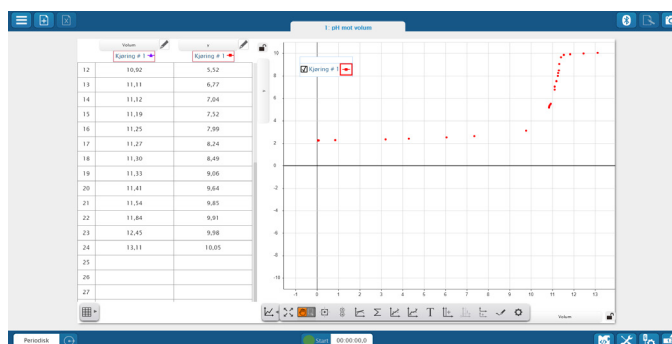 1: pH mot volum
Volum
x
Kjøring # 1
Kjøring # 1
12 10,92 5,52
13 11,11 6,77
14 11,12 7,04
15 11,19 7,52
16 11,25 7,99
17 11,27 8,24
18 11,30 8,49
19 11,33 9,06
20 11,41 9,64
21 11,54 9,85
22 11,84 9,91
23 12,45 9,98
24 13,11 10,05
25
26
27
Kjøring # 1
10
8
6
4
2
0
-2
-4
-6
-8
-10
-1 0 1 2 3 4 5 6 7 8 9 10 11 12 13
Volum
Periodisk
Start 00:00:00,0